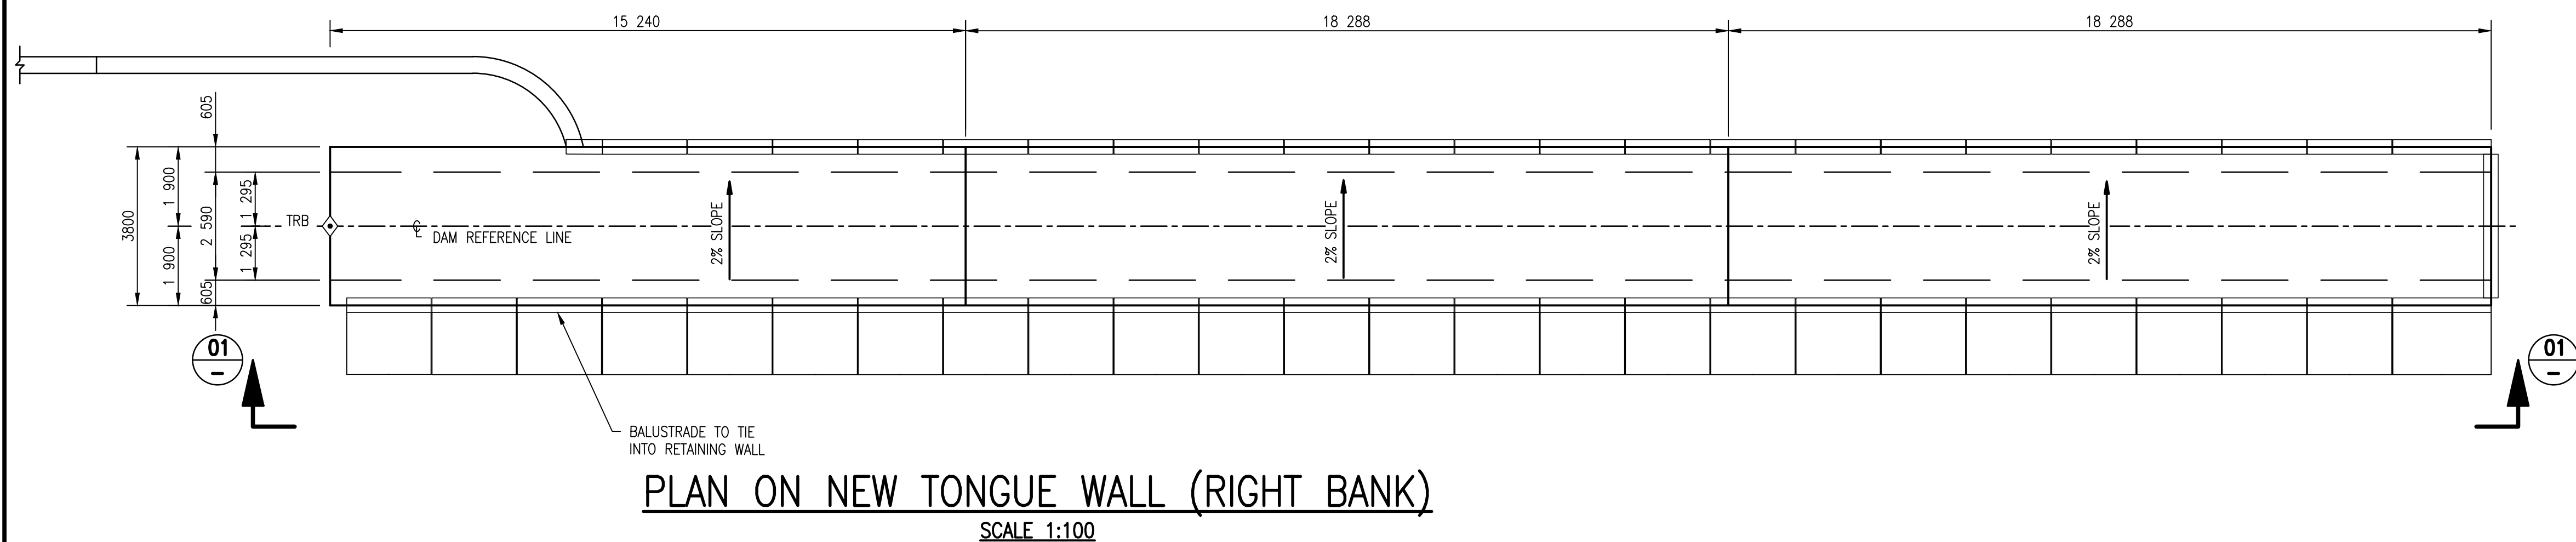 15 240
18 288
18 288
605
1 900
1 295
3800
2 590
1 900
1 295
605
TRB
℄ DAM REFERENCE LINE
2% SLOPE
2% SLOPE
2% SLOPE
01
–
01
–
BALUSTRADE TO TIE
INTO RETAINING WALL
PLAN ON NEW TONGUE WALL (RIGHT BANK)
SCALE 1:100